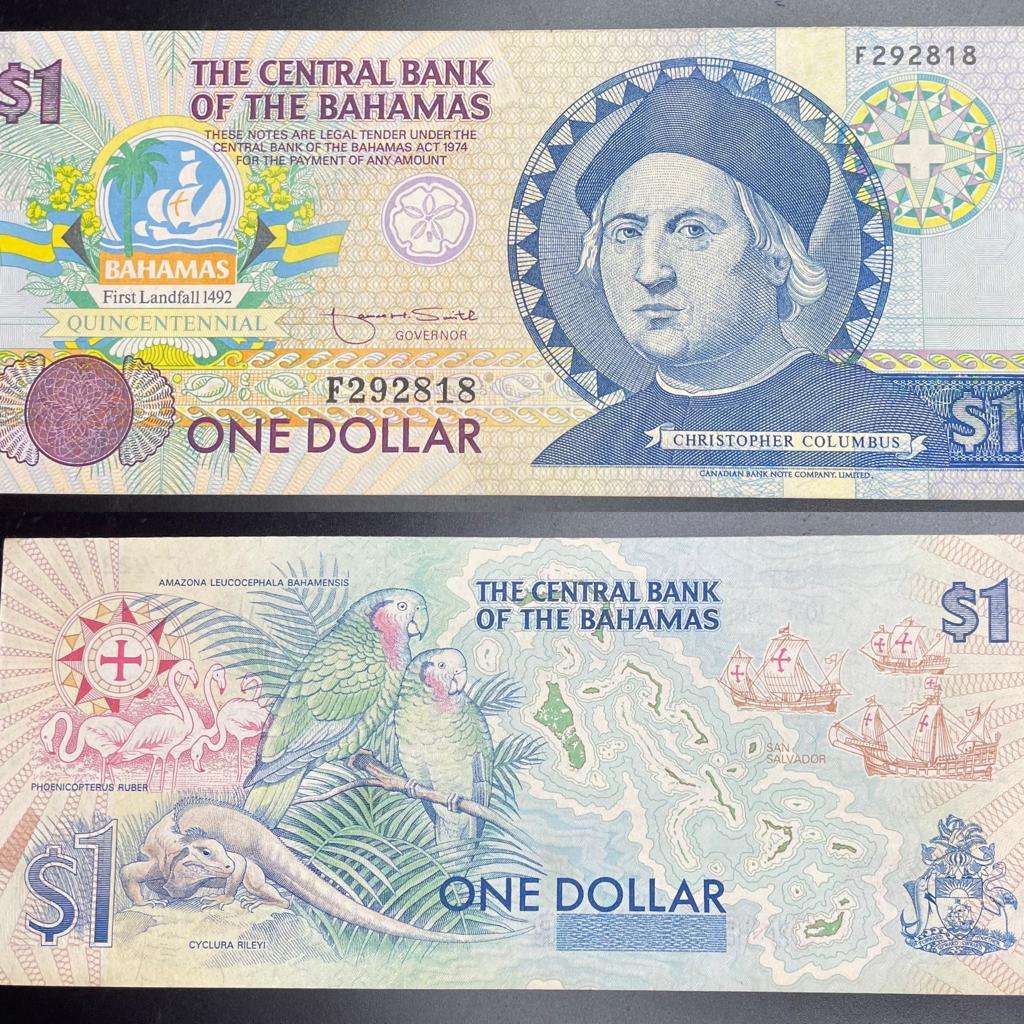 $1
THE CENTRAL BANK
OF THE BAHAMAS
THESE NOTES ARE LEGAL TENDER UNDER THE
CENTRAL BANK OF THE BAHAMAS ACT 1974
FOR THE PAYMENT OF ANY AMOUNT
F292818
BAHAMAS
First Landfall 1492
QUINCENTENNIAL
James H. Smith
GOVERNOR
F292818
ONE DOLLAR
CHRISTOPHER COLUMBUS
$1
CANADIAN BANK NOTE COMPANY, LIMITED.
AMAZONA LEUCOCEPHALA BAHAMENSIS
THE CENTRAL BANK
OF THE BAHAMAS
$1
SAN
SALVADOR
PHOENICOPTERUS RUBER
$1
ONE DOLLAR
CYCLURA RILEYI